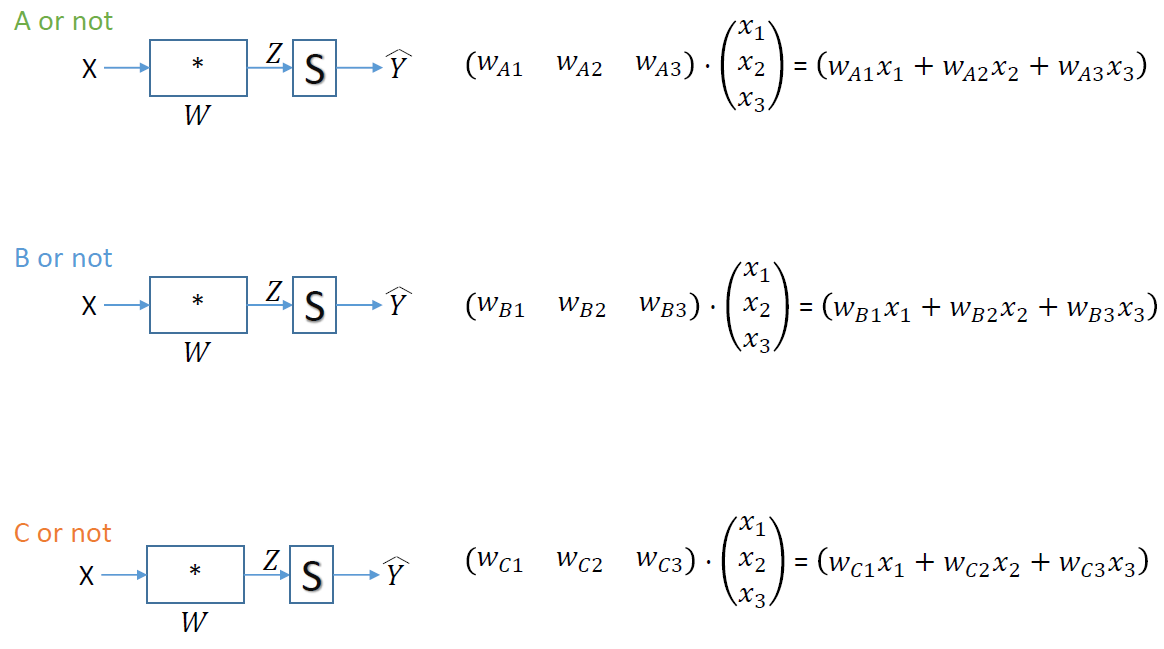 A or not
X * Z S Ŷ
W
(w_A1 w_A2 w_A3) · (x_1 x_2 x_3) = (w_A1x_1 + w_A2x_2 + w_A3x_3)
B or not
X * Z S Ŷ
W
(w_B1 w_B2 w_B3) · (x_1 x_2 x_3) = (w_B1x_1 + w_B2x_2 + w_B3x_3)
C or not
X * Z S Ŷ
W
(w_C1 w_C2 w_C3) · (x_1 x_2 x_3) = (w_C1x_1 + w_C2x_2 + w_C3x_3)